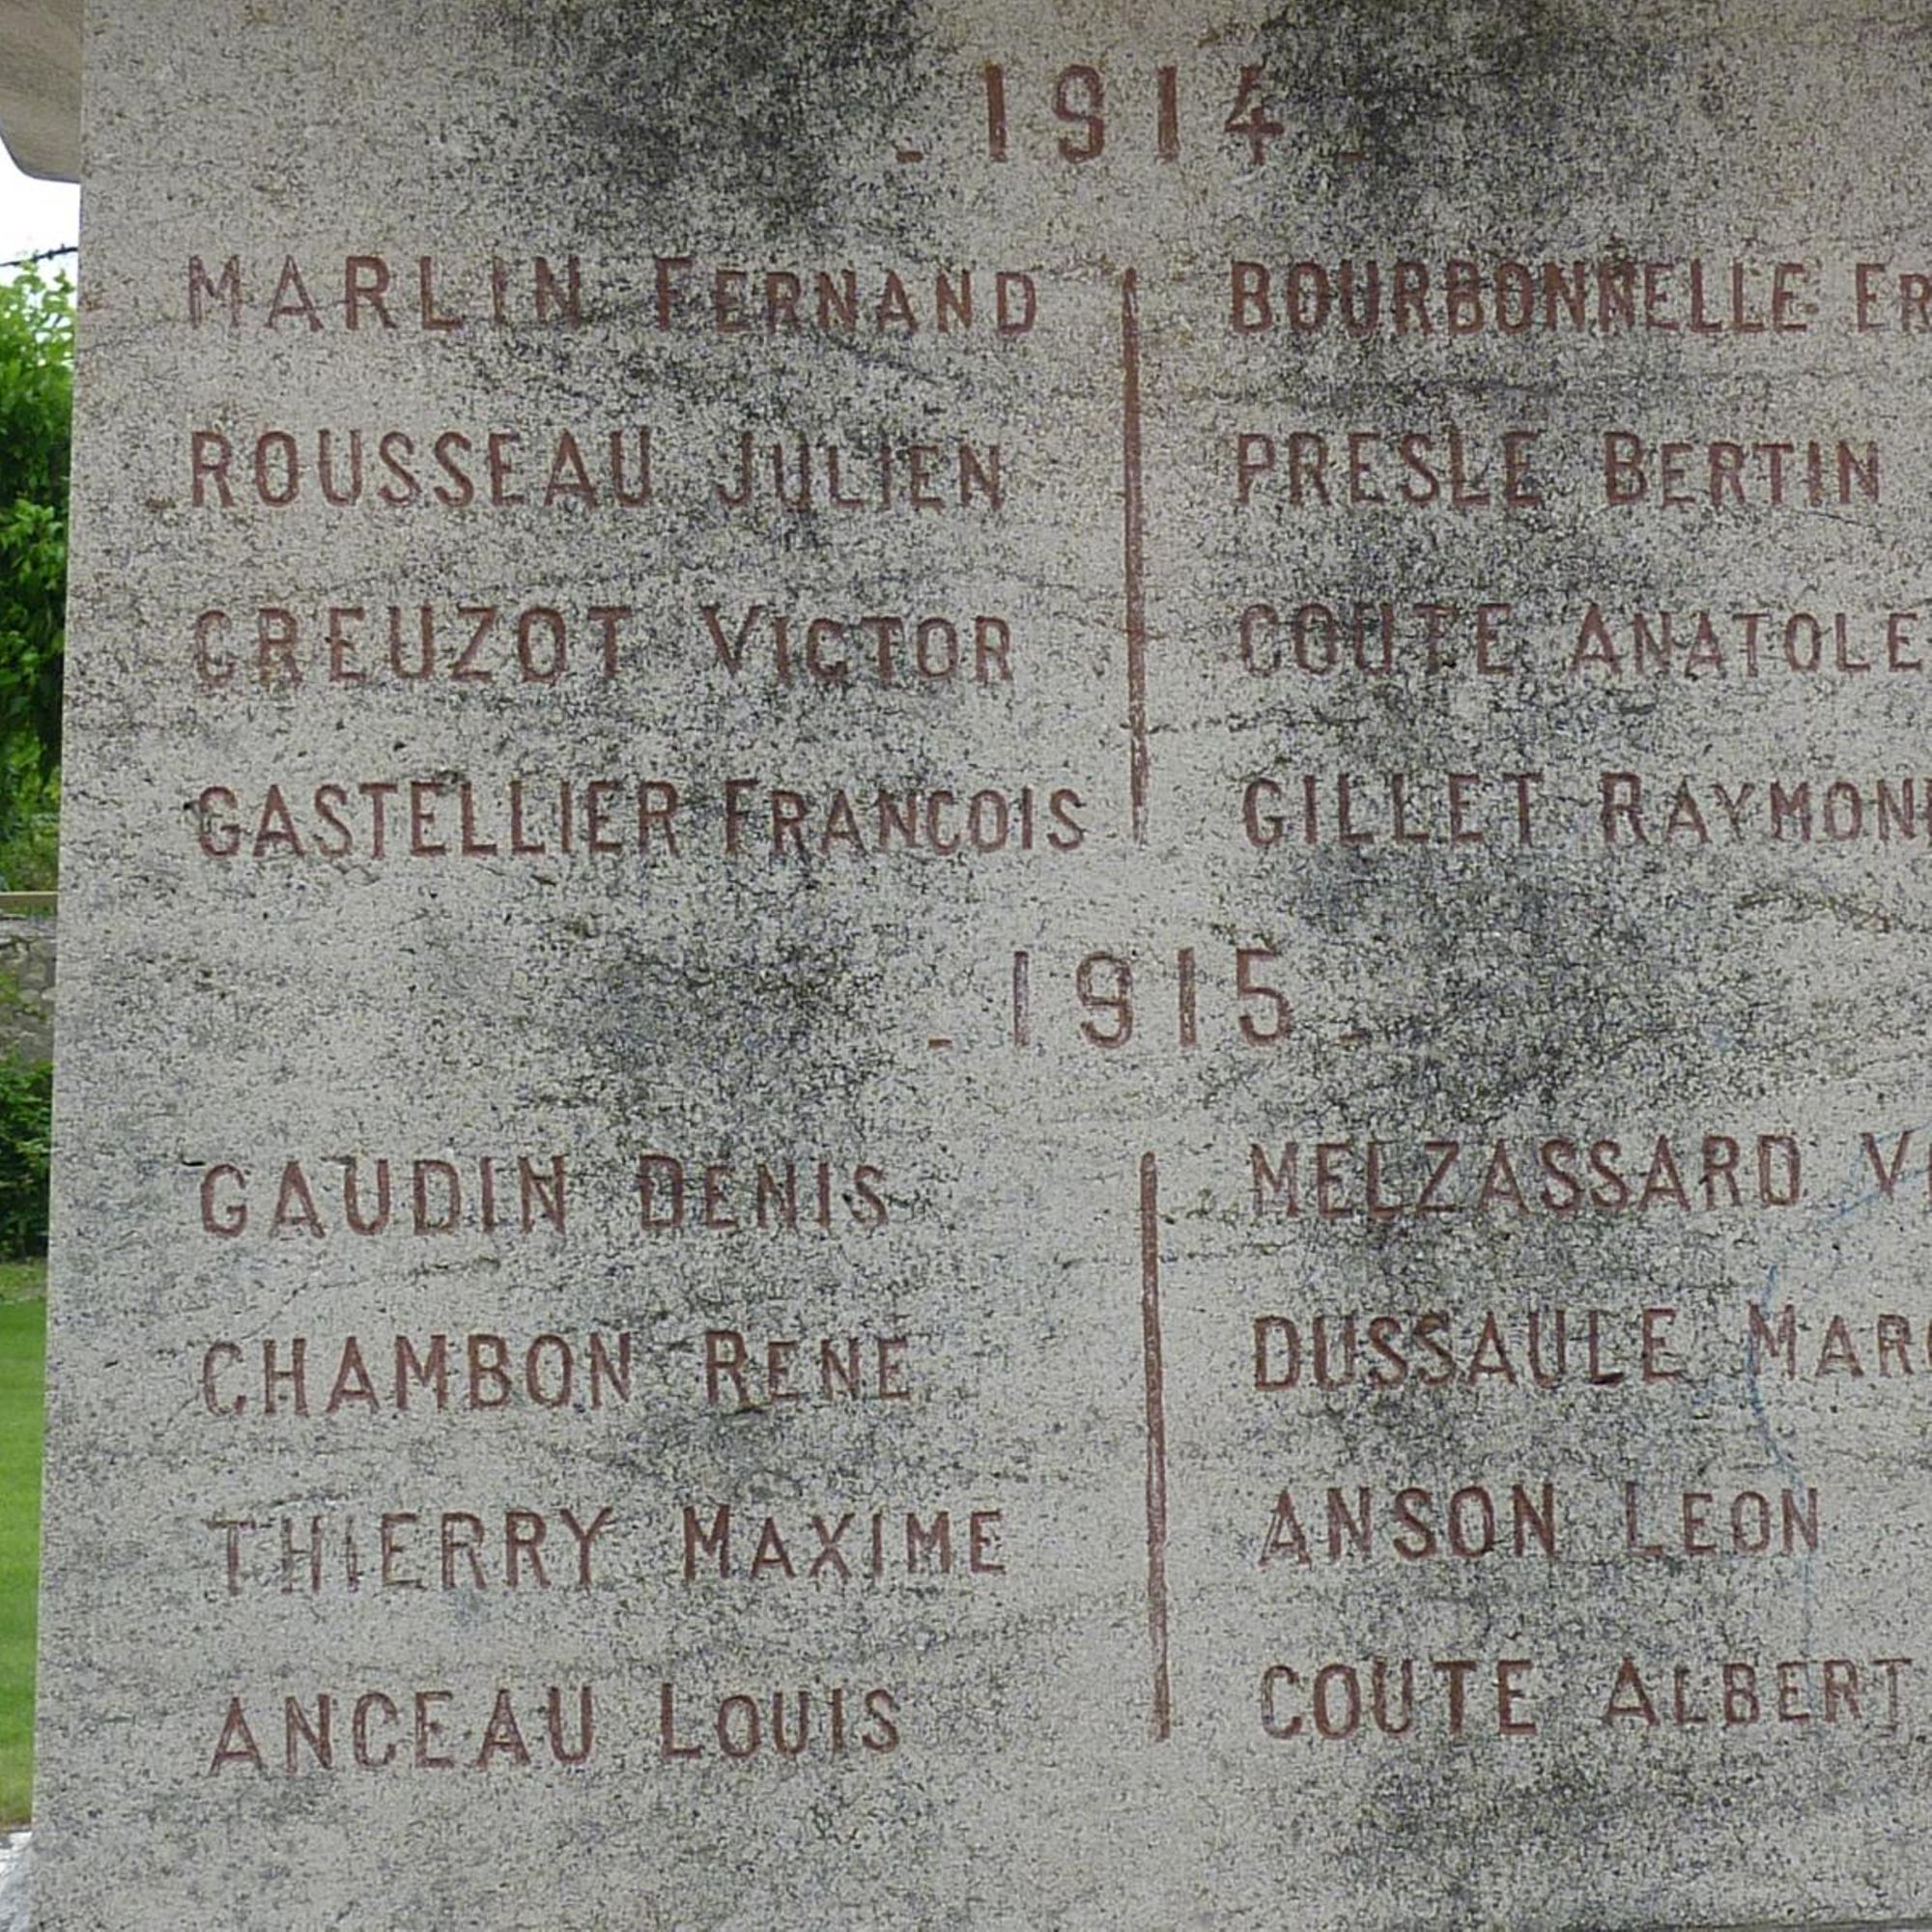 - 1914 -
MARLIN FERNAND
ROUSSEAU JULIEN
CREUZOT VICTOR
GASTELLIER FRANCOIS
BOURBONNELLE
PRESLE BERTIN
COUTE ANATOLE
GILLET RAYMON
- 1915 -
GAUDIN DENIS
CHAMBON RENE
THIERRY MAXIME
ANCEAU LOUIS
MELZASSARD
DUSSAULE
ANSON LEON
COUTE ALBERT